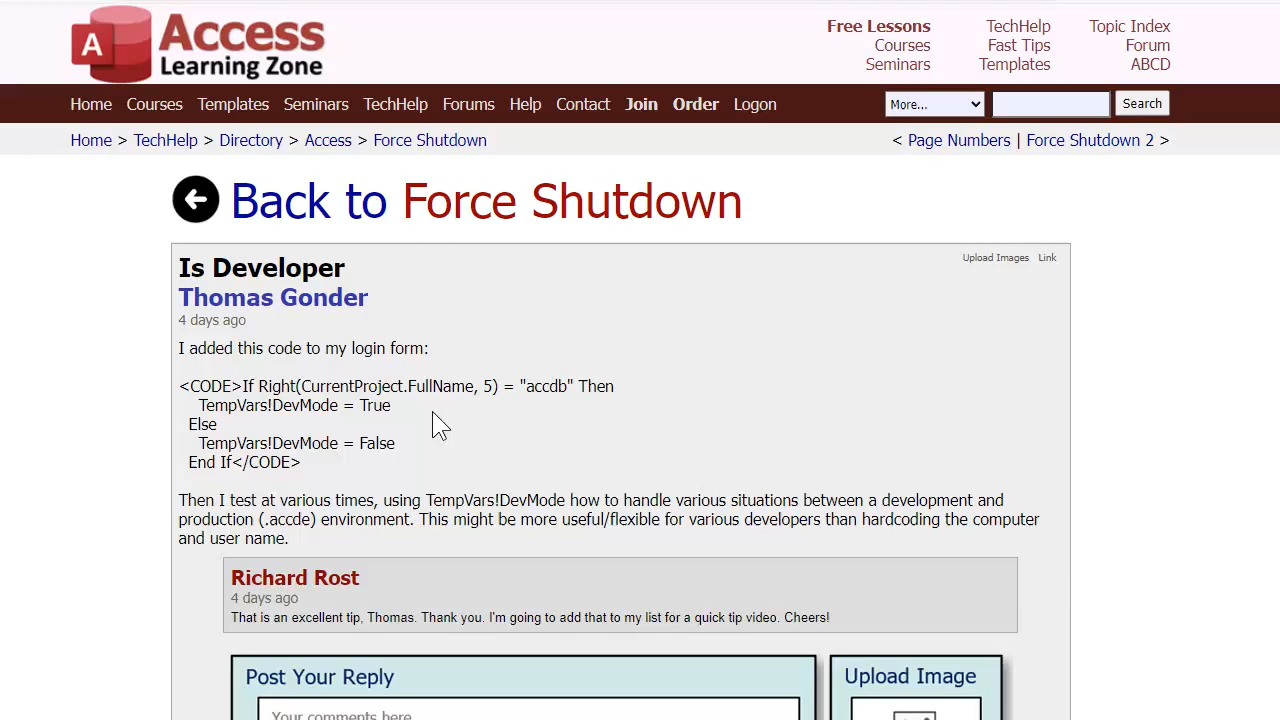 A Access
Learning Zone
Free Lessons
Courses
Seminars
TechHelp
Fast Tips
Templates
Topic Index
Forum
ABCD
Home Courses Templates Seminars TechHelp Forums Help Contact Join Order Logon More... Search
Home > TechHelp > Directory > Access > Force Shutdown
< Page Numbers | Force Shutdown 2 >
Back to Force Shutdown
Is Developer
Upload Images Link
Thomas Gonder
4 days ago
I added this code to my login form:
<CODE>If Right(CurrentProject.FullName, 5) = "accdb" Then
TempVars!DevMode = True
Else
TempVars!DevMode = False
End If</CODE>
Then I test at various times, using TempVars!DevMode how to handle various situations between a development and
production (.accde) environment. This might be more useful/flexible for various developers than hardcoding the computer
and user name.
Richard Rost
4 days ago
That is an excellent tip, Thomas. Thank you. I'm going to add that to my list for a quick tip video. Cheers!
Post Your Reply
Your comments here
Upload Image